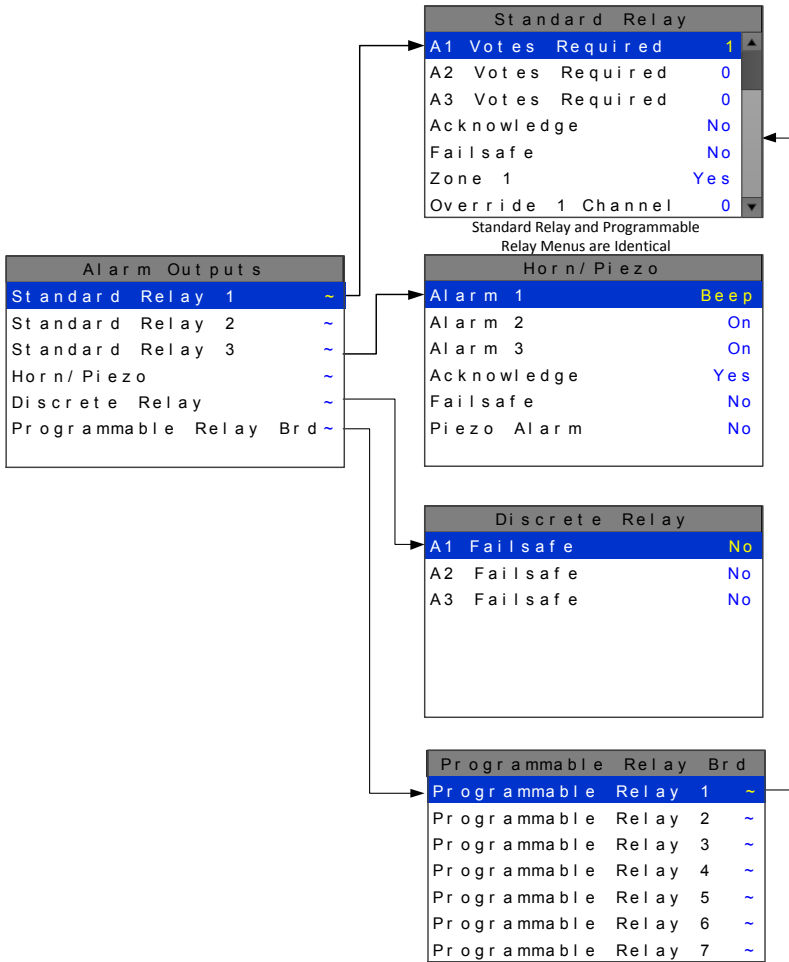 Standard Relay
A1 Votes Required 1
A2 Votes Required 0
A3 Votes Required 0
Acknowledge No
Failsafe No
Zone 1 Yes
Override 1 Channel 0
Standard Relay and Programmable
Relay Menus are Identical
Alarm Outputs
Standard Relay 1 ~
Standard Relay 2 ~
Standard Relay 3 ~
Horn/Piezo ~
Discrete Relay ~
Programmable Relay Brd ~
Horn/Piezo
Alarm 1 Beep
Alarm 2 On
Alarm 3 On
Acknowledge Yes
Failsafe No
Piezo Alarm No
Discrete Relay
A1 Failsafe No
A2 Failsafe No
A3 Failsafe No
Programmable Relay Brd
Programmable Relay 1 ~
Programmable Relay 2 ~
Programmable Relay 3 ~
Programmable Relay 4 ~
Programmable Relay 5 ~
Programmable Relay 6 ~
Programmable Relay 7 ~